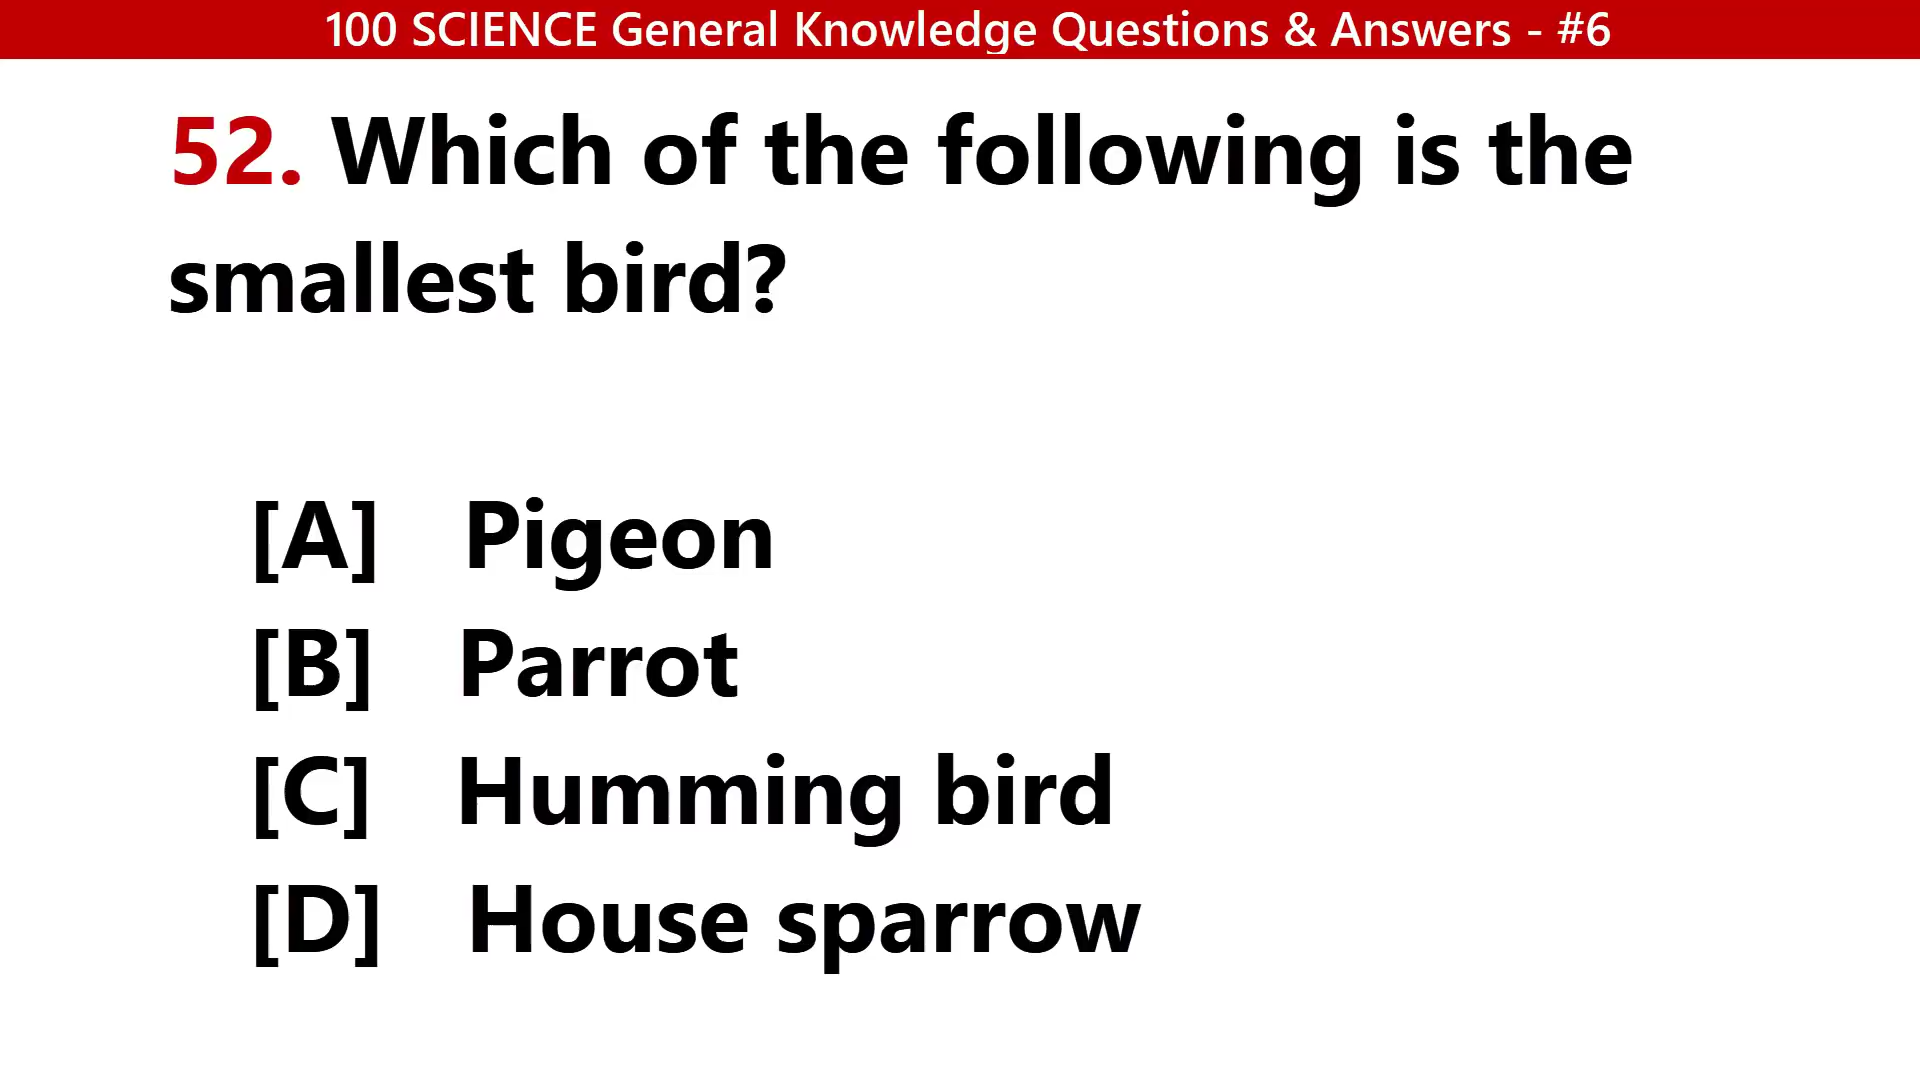 100 SCIENCE General Knowledge Questions & Answers - #6
52. Which of the following is the
smallest bird?
[A] Pigeon
[B] Parrot
[C] Humming bird
[D] House sparrow